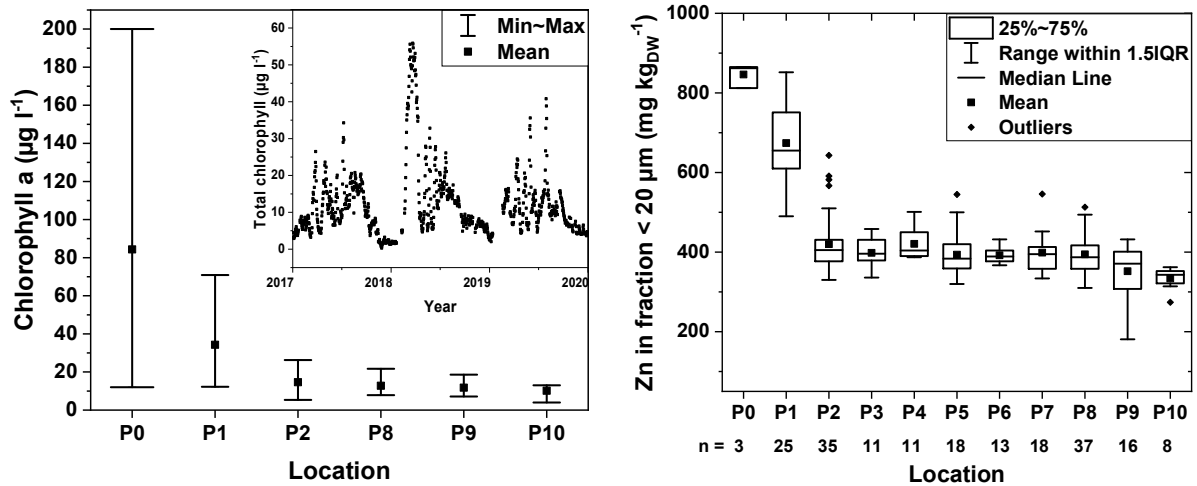 Chlorophyll a (µg l-1)
200
180
160
140
120
100
80
60
40
20
0
P0 P1 P2 P8 P9 P10
Location
Min~Max
Mean
Total chlorophyll (µg l-1)
60
50
40
30
20
10
0
2017 2018 2019 2020
Year
Zn in fraction < 20 µm (mg kgDW-1)
1000
800
600
400
200
25%~75%
Range within 1.5IQR
Median Line
Mean
Outliers
P0 P1 P2 P3 P4 P5 P6 P7 P8 P9 P10
n = 3 25 35 11 11 18 13 18 37 16 8
Location